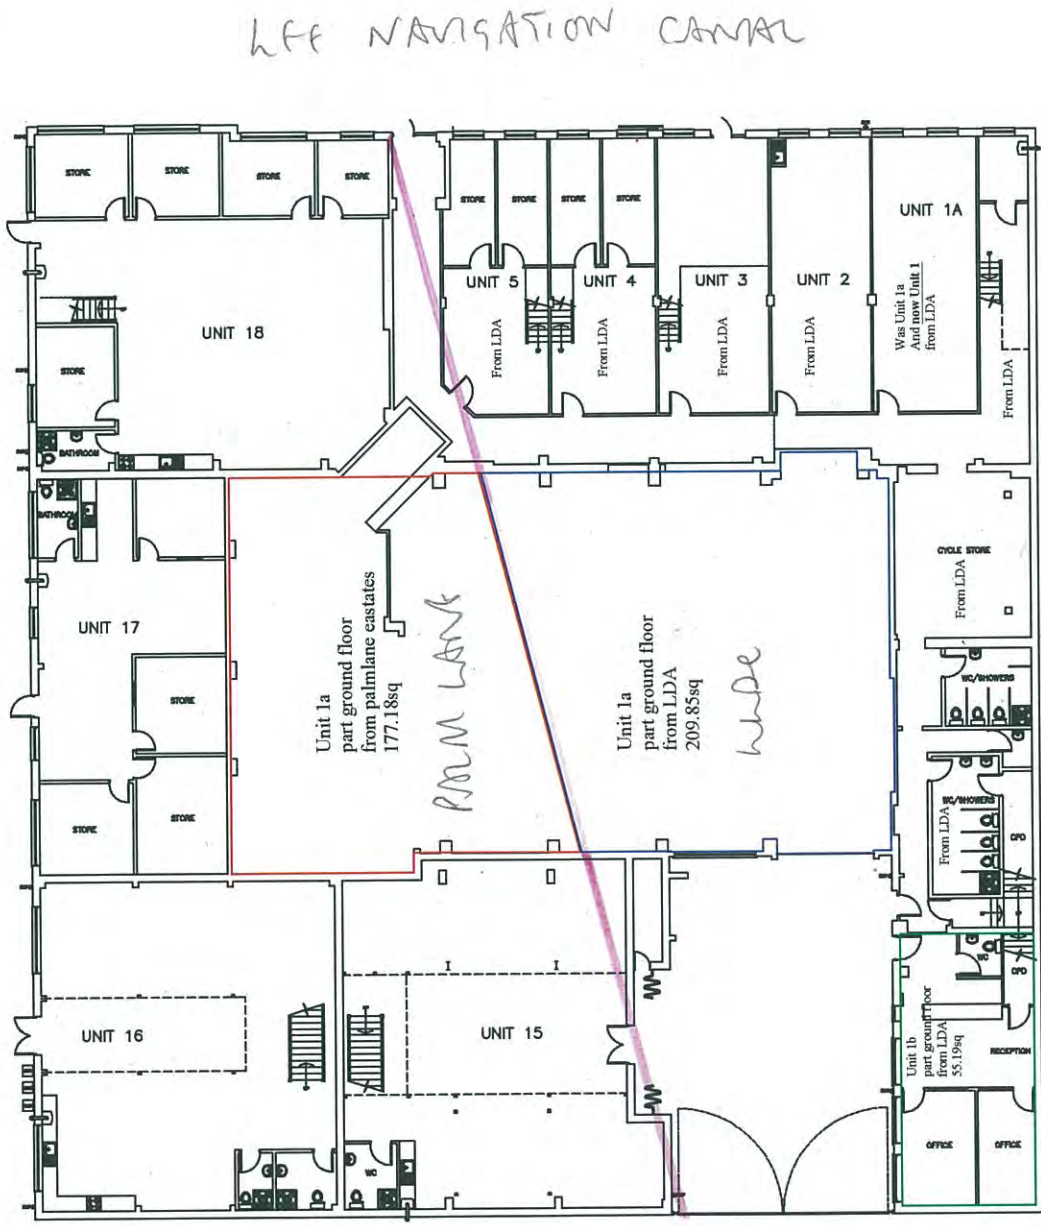 LEE NAVIGATION CANAL
STORE
STORE
STORE
STORE
STORE
STORE
STORE
STORE
UNIT 1A
UNIT 5
UNIT 4
UNIT 3
UNIT 2
Was Unit 1a
And now Unit 1
from LDA
From LDA
From LDA
From LDA
From LDA
From LDA
UNIT 18
STORE
BATHROOM
BATHROOM
CYCLE STORE
From LDA
UNIT 17
STORE
STORE
STORE
Unit 1a
part ground floor
from palmlane eastates
177.18sq
PALM LANE
Unit 1a
part ground floor
from LDA
209.85sq
WC/SHOWERS
WC/SHOWERS
From LDA
CPD
WC
CPD
UNIT 16
UNIT 15
I
I
Unit 1b
part ground floor
from LDA
55.19sq
RECEPTION
WC
OFFICE
OFFICE